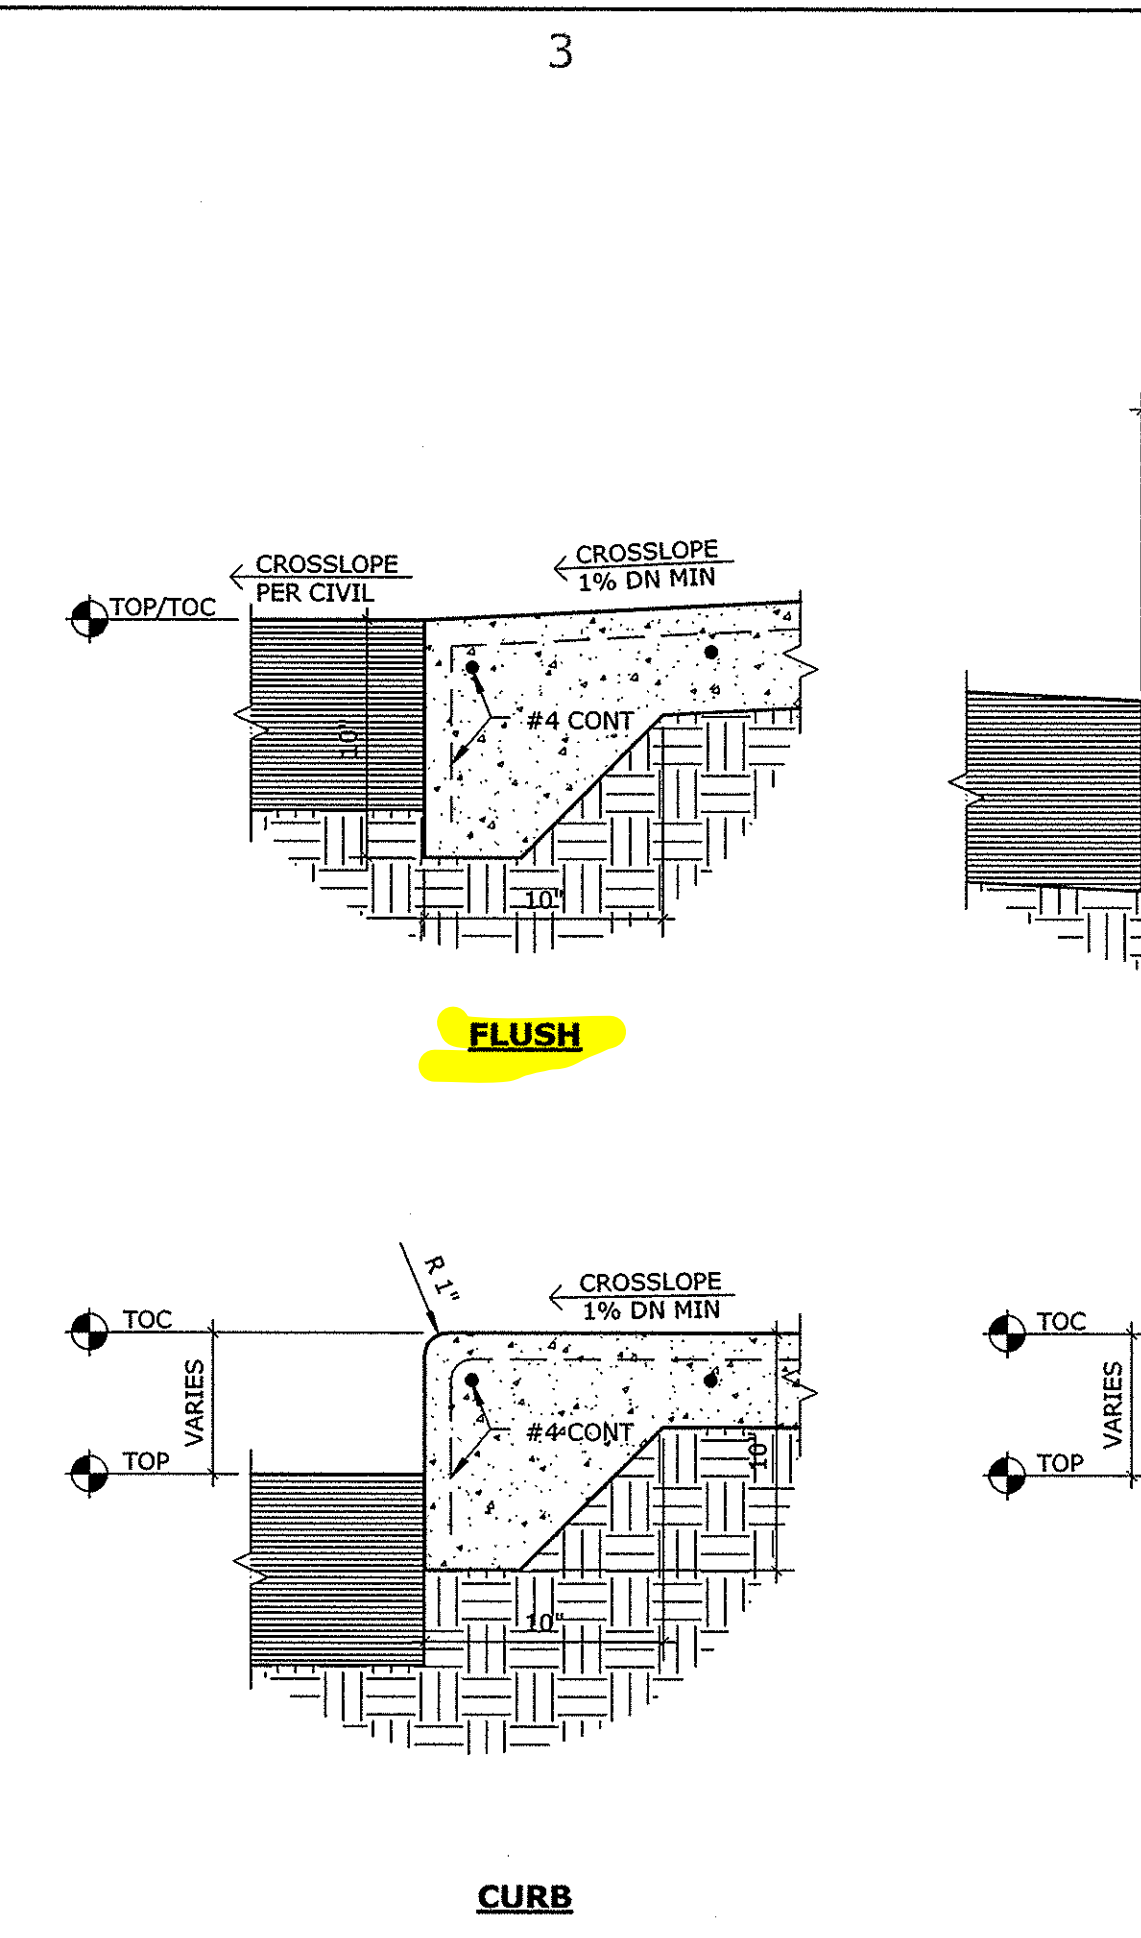 3
CROSSLOPE
PER CIVIL
CROSSLOPE
1% DN MIN
TOP/TOC
10"
#4 CONT
10"
FLUSH
R 1"
CROSSLOPE
1% DN MIN
TOC
VARIES
TOP
#4 CONT
10"
10"
CURB
TOC
VARIES
TOP